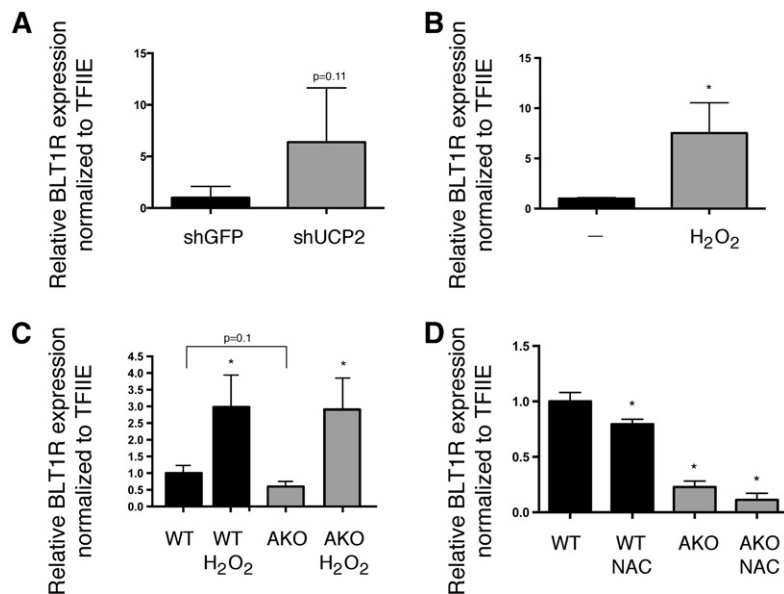 A
Relative BLT1R expression
normalized to TFIIE
15
10
5
0
p=0.11
shGFP
shUCP2
B
Relative BLT1R expression
normalized to TFIIE
15
10
5
0
*
—
H₂O₂
C
Relative BLT1R expression
normalized to TFIIE
4.5
4.0
3.5
3.0
2.5
2.0
1.5
1.0
0.5
0.0
p=0.1
*
*
WT
WT
H₂O₂
AKO
AKO
H₂O₂
D
Relative BLT1R expression
normalized to TFIIE
1.5
1.0
0.5
0.0
*
*
*
WT
WT
NAC
AKO
AKO
NAC